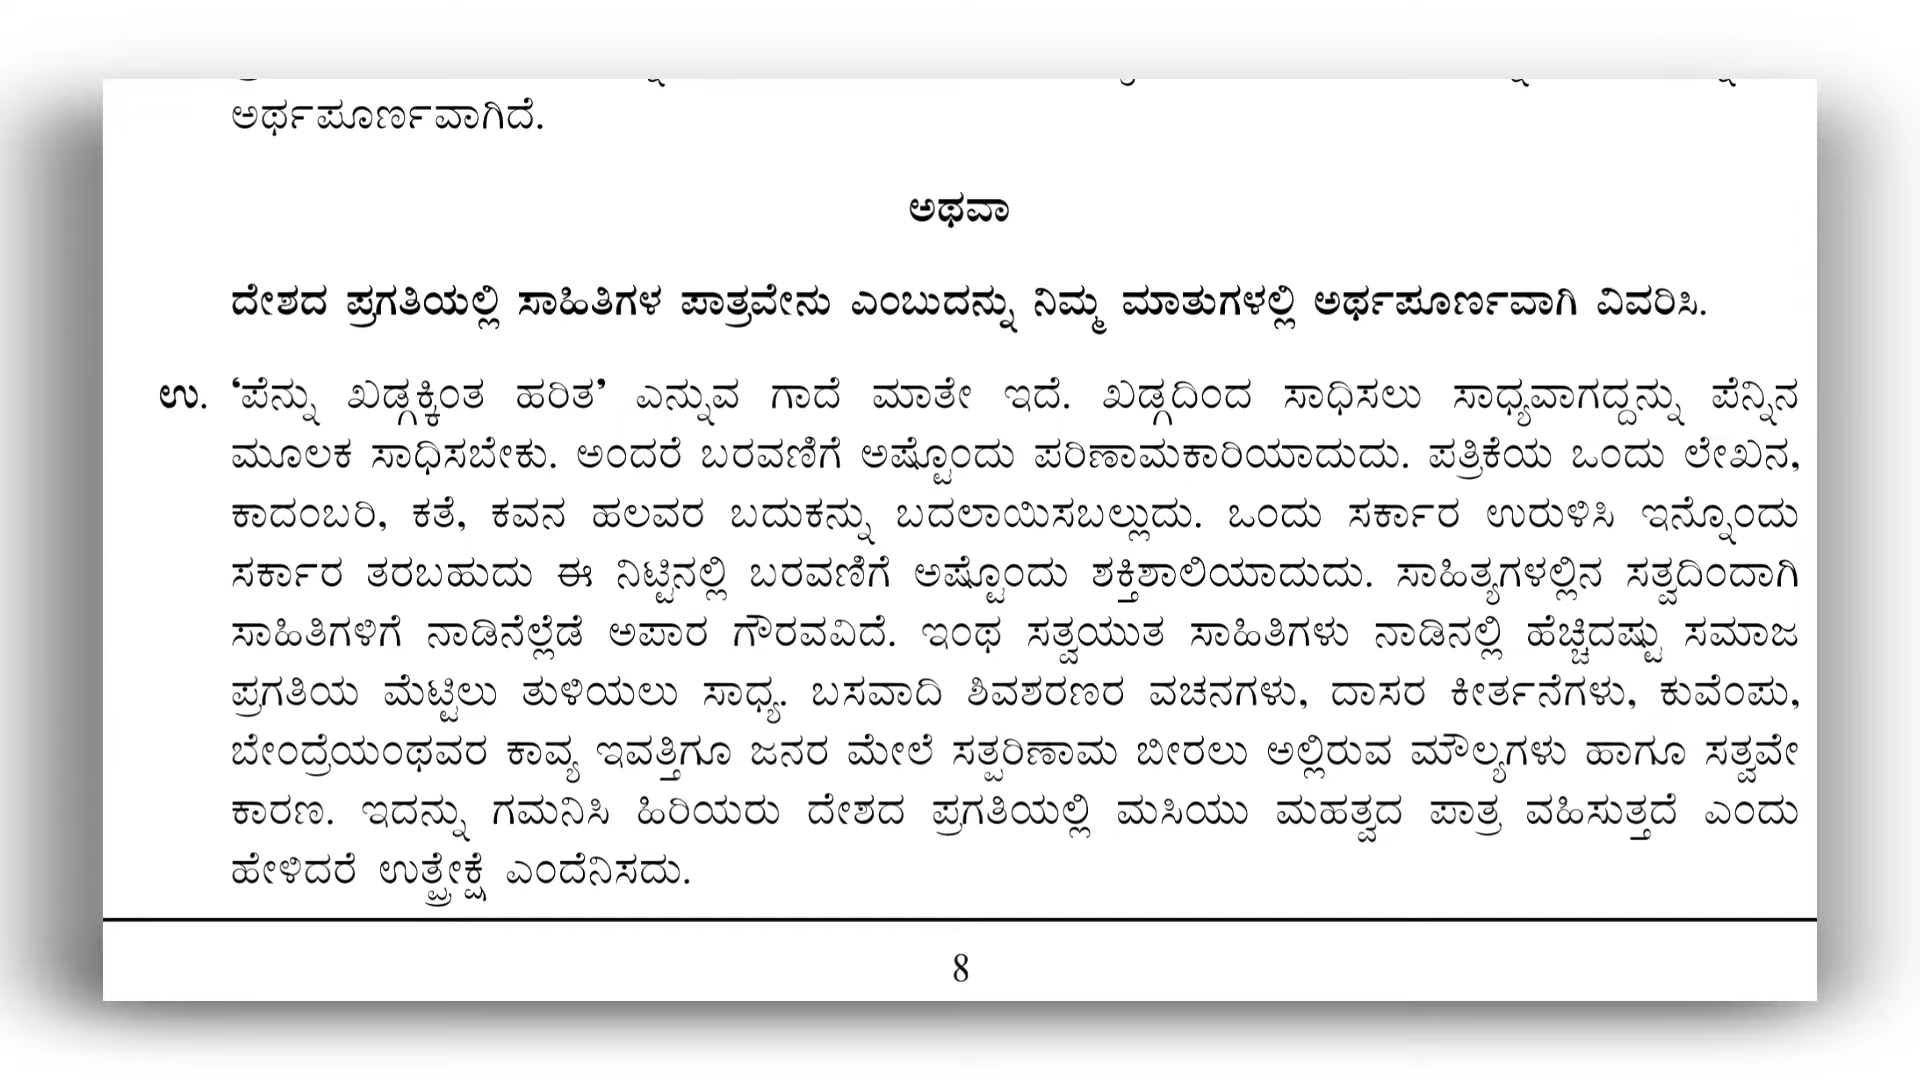 ಅರ್ಥಪೂರ್ಣವಾಗಿದೆ.
ಅಥವಾ
ದೇಶದ ಪ್ರಗತಿಯಲ್ಲಿ ಸಾಹಿತಿಗಳ ಪಾತ್ರವೇನು ಎಂಬುದನ್ನು ನಿಮ್ಮ ಮಾತುಗಳಲ್ಲಿ ಅರ್ಥಪೂರ್ಣವಾಗಿ ವಿವರಿಸಿ.
ಉ. ‘ಪೆನ್ನು ಖಡ್ಗಕ್ಕಿಂತ ಹರಿತ’ ಎನ್ನುವ ಗಾದೆ ಮಾತೇ ಇದೆ. ಖಡ್ಗದಿಂದ ಸಾಧಿಸಲು ಸಾಧ್ಯವಾಗದ್ದನ್ನು ಪೆನ್ನಿನ
ಮೂಲಕ ಸಾಧಿಸಬೇಕು. ಅಂದರೆ ಬರವಣಿಗೆ ಅಷ್ಟೊಂದು ಪರಿಣಾಮಕಾರಿಯಾದುದು. ಪತ್ರಿಕೆಯ ಒಂದು ಲೇಖನ,
ಕಾದಂಬರಿ, ಕತೆ, ಕವನ ಹಲವರ ಬದುಕನ್ನು ಬದಲಾಯಿಸಬಲ್ಲುದು. ಒಂದು ಸರ್ಕಾರ ಉರುಳಿಸಿ ಇನ್ನೊಂದು
ಸರ್ಕಾರ ತರಬಹುದು ಈ ನಿಟ್ಟಿನಲ್ಲಿ ಬರವಣಿಗೆ ಅಷ್ಟೊಂದು ಶಕ್ತಿಶಾಲಿಯಾದುದು. ಸಾಹಿತ್ಯಗಳಲ್ಲಿನ ಸತ್ವದಿಂದಾಗಿ
ಸಾಹಿತಿಗಳಿಗೆ ನಾಡಿನೆಲ್ಲೆಡೆ ಅಪಾರ ಗೌರವವಿದೆ. ಇಂಥ ಸತ್ವಯುತ ಸಾಹಿತಿಗಳು ನಾಡಿನಲ್ಲಿ ಹೆಚ್ಚಿದಷ್ಟು ಸಮಾಜ
ಪ್ರಗತಿಯ ಮೆಟ್ಟಿಲು ತುಳಿಯಲು ಸಾಧ್ಯ. ಬಸವಾದಿ ಶಿವಶರಣರ ವಚನಗಳು, ದಾಸರ ಕೀರ್ತನೆಗಳು, ಕುವೆಂಪು,
ಬೇಂದ್ರೆಯಂಥವರ ಕಾವ್ಯ ಇವತ್ತಿಗೂ ಜನರ ಮೇಲೆ ಸತ್ಪರಿಣಾಮ ಬೀರಲು ಅಲ್ಲಿರುವ ಮೌಲ್ಯಗಳು ಹಾಗೂ ಸತ್ವವೇ
ಕಾರಣ. ಇದನ್ನು ಗಮನಿಸಿ ಹಿರಿಯರು ದೇಶದ ಪ್ರಗತಿಯಲ್ಲಿ ಮಸಿಯು ಮಹತ್ವದ ಪಾತ್ರ ವಹಿಸುತ್ತದೆ ಎಂದು
ಹೇಳಿದರೆ ಉತ್ಪ್ರೇಕ್ಷೆ ಎಂದೆನಿಸದು.
8